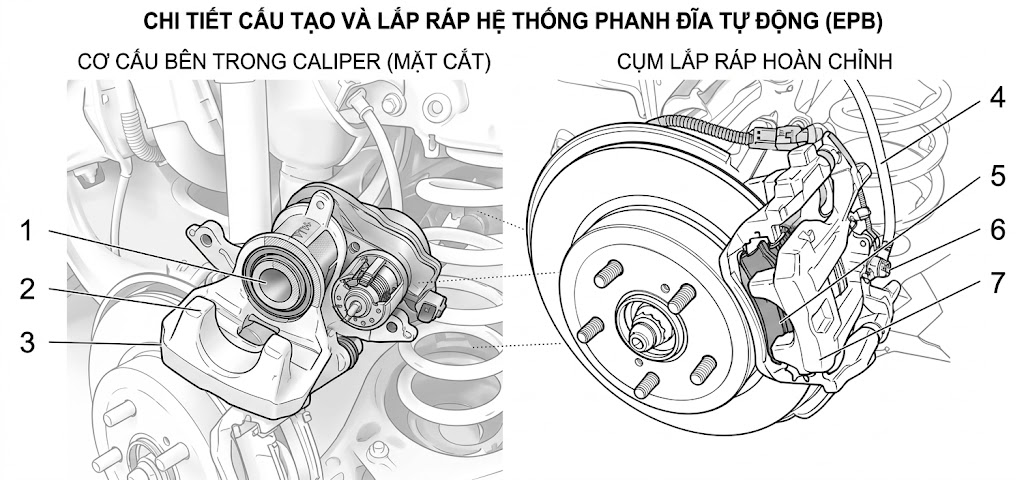 CHI TIẾT CẤU TẠO VÀ LẮP RÁP HỆ THỐNG PHANH ĐĨA TỰ ĐỘNG (EPB)
CƠ CẤU BÊN TRONG CALIPER (MẶT CẮT)
CỤM LẮP RÁP HOÀN CHỈNH
1
2
3
4
5
6
7